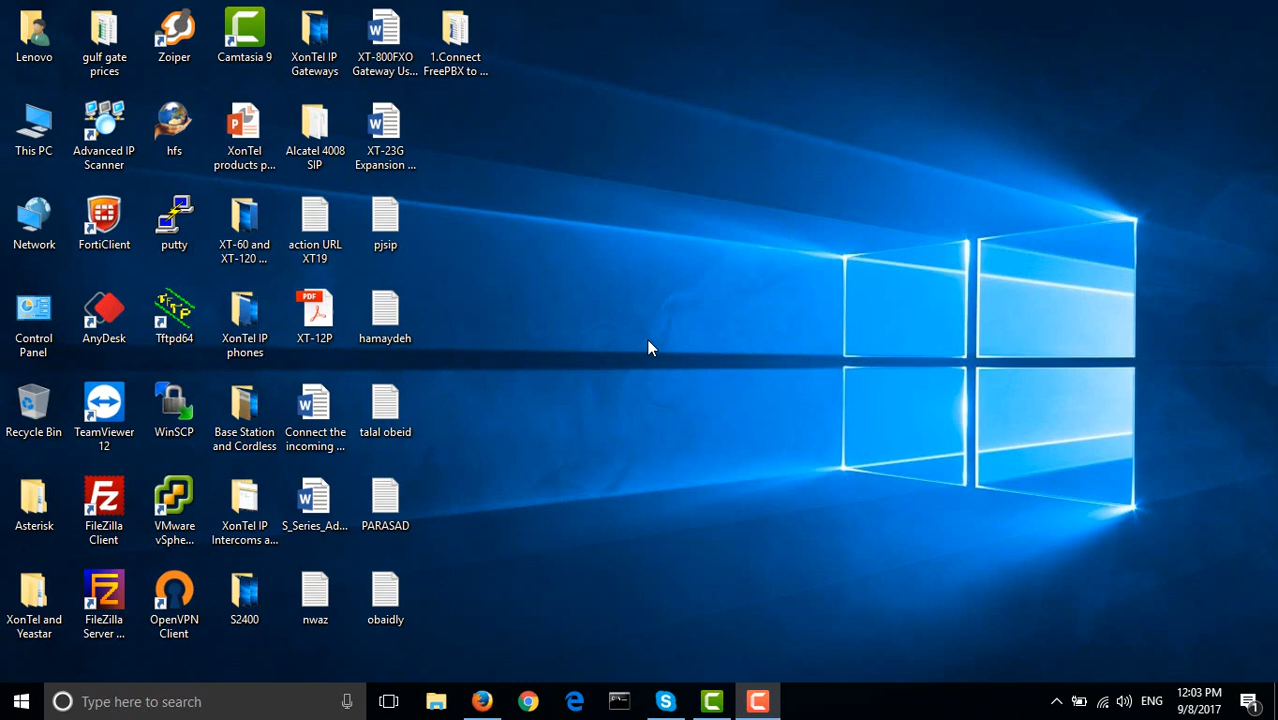 Lenovo
gulf gate
prices
Zoiper
Camtasia 9
XonTel IP
Gateways
XT-800FXO
Gateway Us...
1.Connect
FreePBX to ...
This PC
Advanced IP
Scanner
hfs
XonTel
products p...
Alcatel 4008
SIP
XT-23G
Expansion ...
Network
FortiClient
putty
XT-60 and
XT-120 ...
action URL
XT19
pjsip
Control
Panel
AnyDesk
Tftpd64
XonTel IP
phones
PDF
XT-12P
hamaydeh
Recycle Bin
TeamViewer
12
WinSCP
Base Station
and Cordless
Connect the
incoming ...
talal obeid
Asterisk
FileZilla
Client
VMware
vSphe...
XonTel IP
Intercoms a...
S_Series_Ad...
PARASAD
XonTel and
Yeastar
FileZilla
Server ...
OpenVPN
Client
S2400
nwaz
obaidly
Type here to search
ENG
12:03 PM
9/8/2017
1